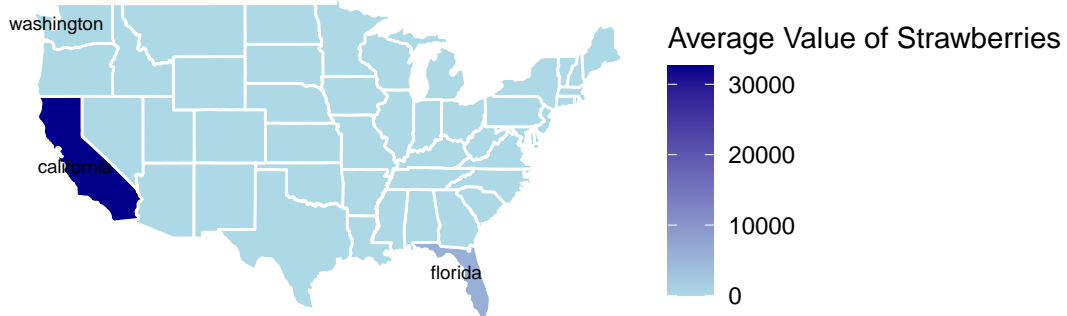 washington
california
florida
Average Value of Strawberries
30000
20000
10000
0